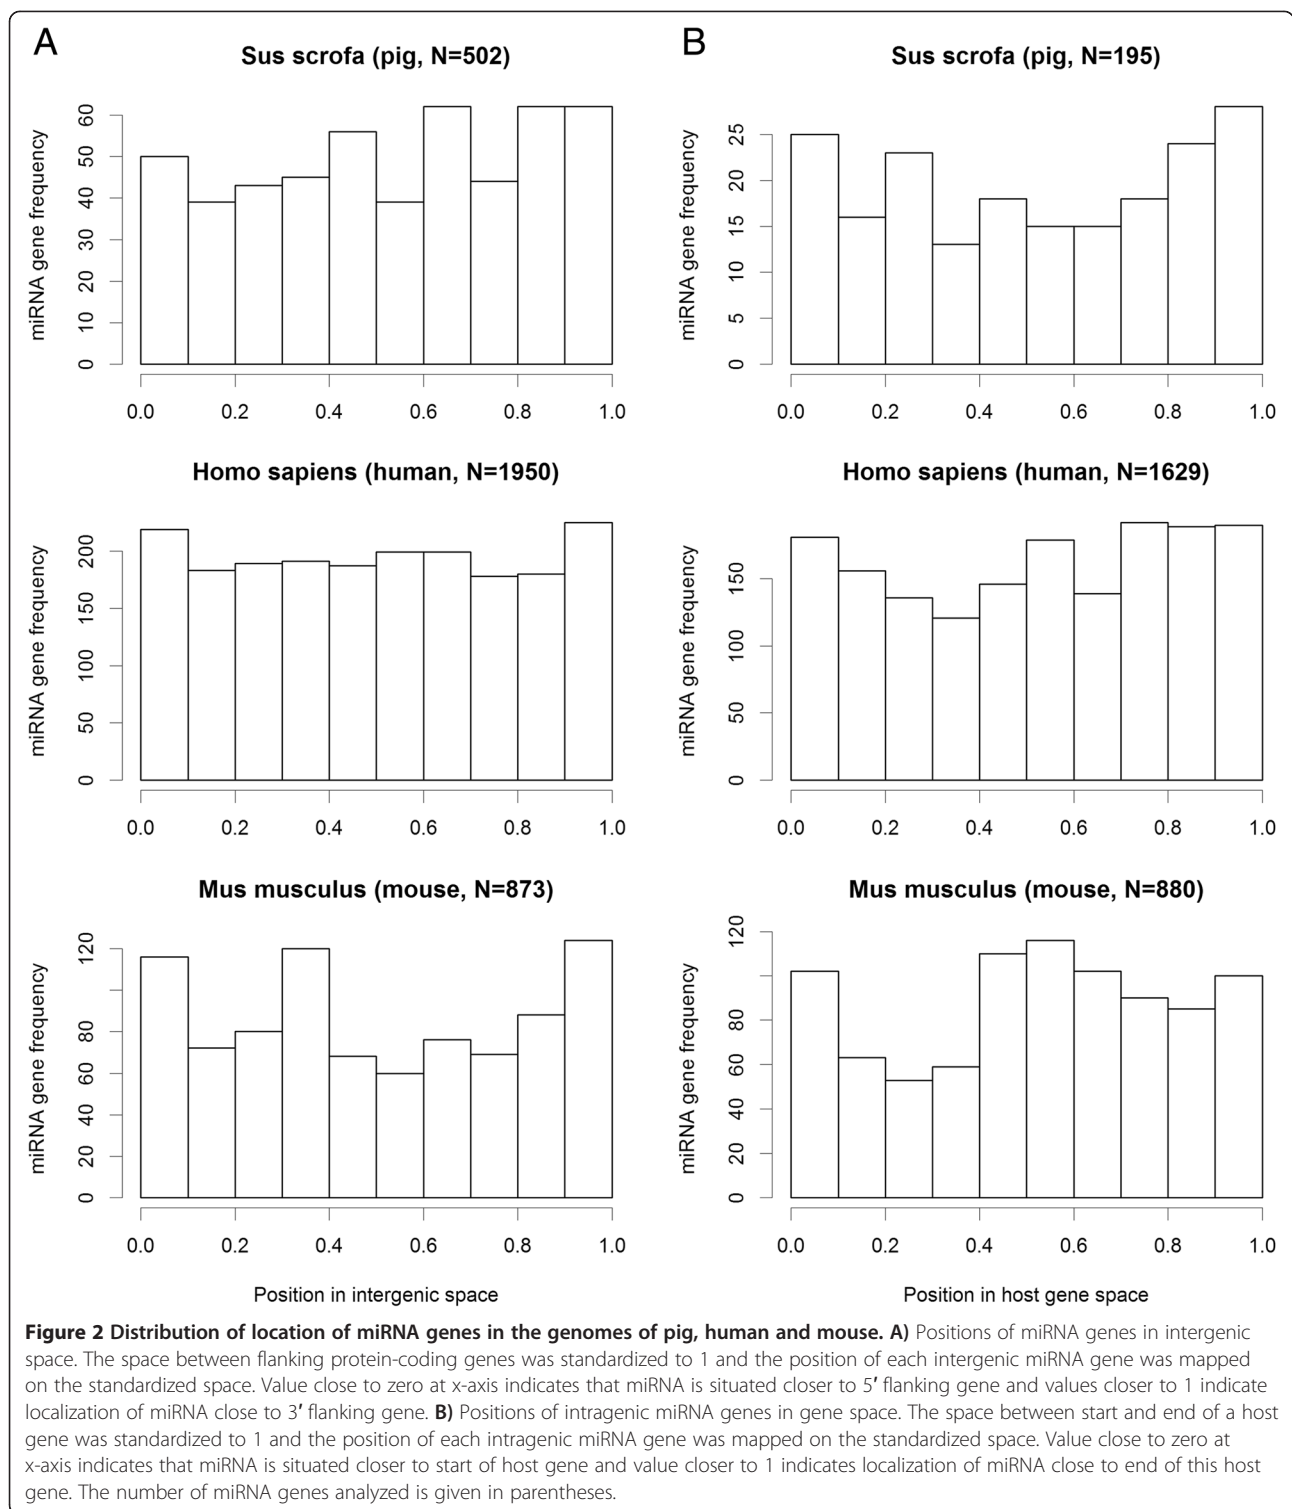 A
Sus scrofa (pig, N=502)
miRNA gene frequency
0 10 20 30 40 50 60
0.0 0.2 0.4 0.6 0.8 1.0
B
Sus scrofa (pig, N=195)
miRNA gene frequency
0 5 10 15 20 25
0.0 0.2 0.4 0.6 0.8 1.0
Homo sapiens (human, N=1950)
miRNA gene frequency
0 50 100 150 200
0.0 0.2 0.4 0.6 0.8 1.0
Homo sapiens (human, N=1629)
miRNA gene frequency
0 50 100 150
0.0 0.2 0.4 0.6 0.8 1.0
Mus musculus (mouse, N=873)
miRNA gene frequency
0 20 40 60 80 120
0.0 0.2 0.4 0.6 0.8 1.0
Position in intergenic space
Mus musculus (mouse, N=880)
miRNA gene frequency
0 20 40 60 80 120
0.0 0.2 0.4 0.6 0.8 1.0
Position in host gene space
Figure 2 Distribution of location of miRNA genes in the genomes of pig, human and mouse. A) Positions of miRNA genes in intergenic
space. The space between flanking protein-coding genes was standardized to 1 and the position of each intergenic miRNA gene was mapped
on the standardized space. Value close to zero at x-axis indicates that miRNA is situated closer to 5′ flanking gene and values closer to 1 indicate
localization of miRNA close to 3′ flanking gene. B) Positions of intragenic miRNA genes in gene space. The space between start and end of a host
gene was standardized to 1 and the position of each intragenic miRNA gene was mapped on the standardized space. Value close to zero at
x-axis indicates that miRNA is situated closer to start of host gene and value closer to 1 indicates localization of miRNA close to end of this host
gene. The number of miRNA genes analyzed is given in parentheses.